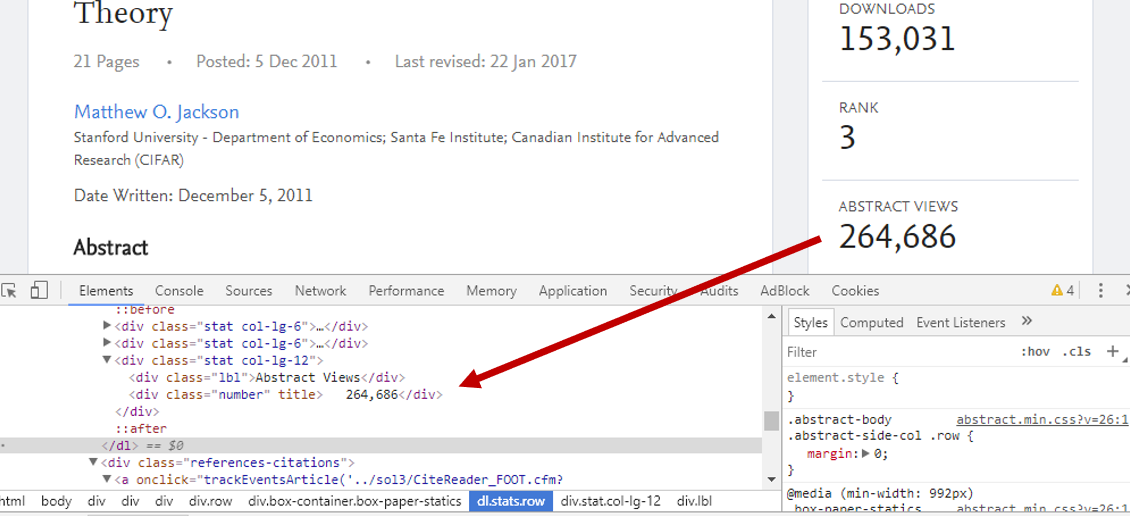 Theory
21 Pages • Posted: 5 Dec 2011 • Last revised: 22 Jan 2017
Matthew O. Jackson
Stanford University - Department of Economics; Santa Fe Institute; Canadian Institute for Advanced
Research (CIFAR)
Date Written: December 5, 2011
Abstract
DOWNLOADS
153,031
RANK
3
ABSTRACT VIEWS
264,686
Elements Console Sources Network Performance Memory Application Security Audits AdBlock Cookies 4
::before
<div class="stat col-lg-6">…</div>
<div class="stat col-lg-6">…</div>
<div class="stat col-lg-12">
<div class="lbl">Abstract Views</div>
<div class="number" title> 264,686</div>
</div>
::after
</dl> == $0
<div class="references-citations">
<a onclick="trackEventsArticle('../sol3/CiteReader_FOOT.cfm?
html body div div div div.row div.box-container.box-paper-statics dl.stats.row div.stat.col-lg-12 div.lbl
Styles Computed Event Listeners »
Filter :hov .cls +
element.style {
}
.abstract-body abstract.min.css?v=26:1
.abstract-side-col .row {
margin: 0;
}
@media (min-width: 992px)
.box-paper-statics abstract.min.css?v=26:1